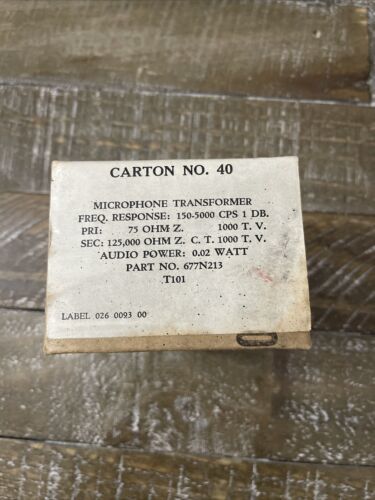 CARTON NO. 40
MICROPHONE TRANSFORMER
FREQ. RESPONSE: 150-5000 CPS 1 DB.
PRI: 75 OHM Z. 1000 T. V.
SEC: 125,000 OHM Z. C. T. 1000 T. V.
AUDIO POWER: 0.02 WATT
PART NO. 677N213
T101
LABEL 026 0093 00